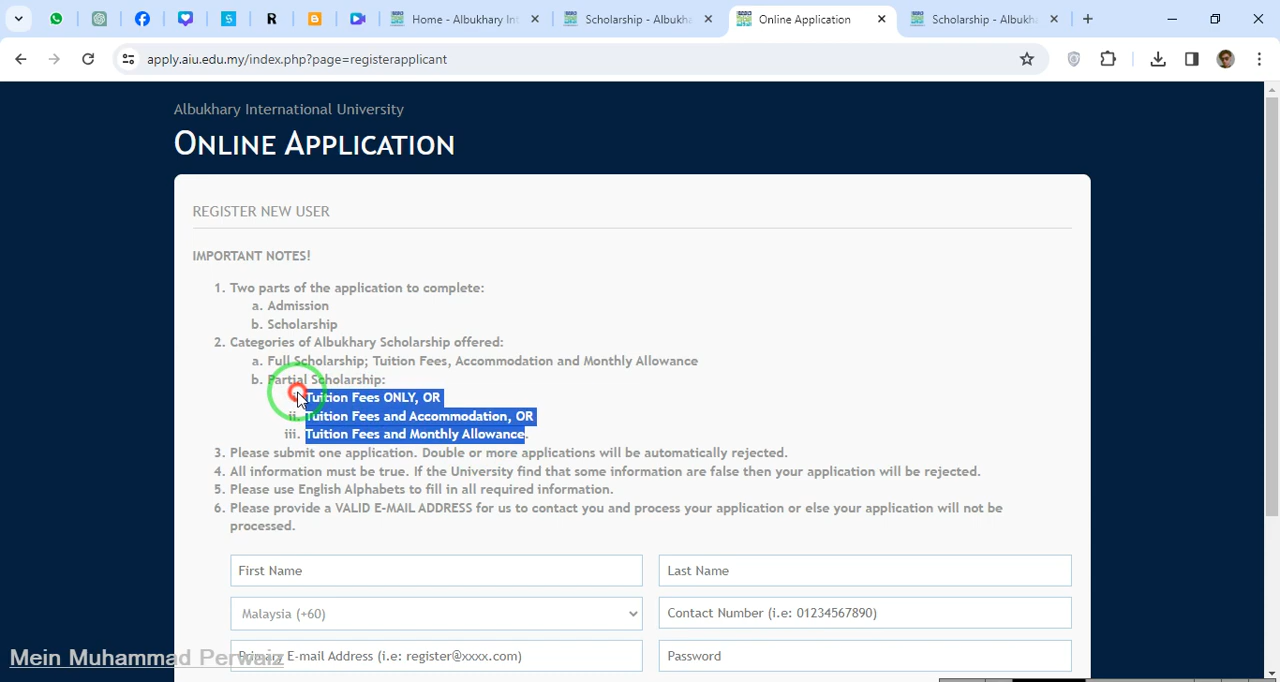 Home - Albukhary Int
Scholarship - Albukha
Online Application
Scholarship - Albukha
apply.aiu.edu.my/index.php?page=registerapplicant
Albukhary International University
ONLINE APPLICATION
REGISTER NEW USER
IMPORTANT NOTES!
1. Two parts of the application to complete:
a. Admission
b. Scholarship
2. Categories of Albukhary Scholarship offered:
a. Full Scholarship; Tuition Fees, Accommodation and Monthly Allowance
b. Partial Scholarship:
Tuition Fees ONLY, OR
ii. Tuition Fees and Accommodation, OR
iii. Tuition Fees and Monthly Allowance.
3. Please submit one application. Double or more applications will be automatically rejected.
4. All information must be true. If the University find that some information are false then your application will be rejected.
5. Please use English Alphabets to fill in all required information.
6. Please provide a VALID E-MAIL ADDRESS for us to contact you and process your application or else your application will not be
processed.
First Name
Last Name
Malaysia (+60)
Contact Number (i.e: 01234567890)
Primary E-mail Address (i.e: register@xxxx.com)
Password
Mein Muhammad Perwaiz